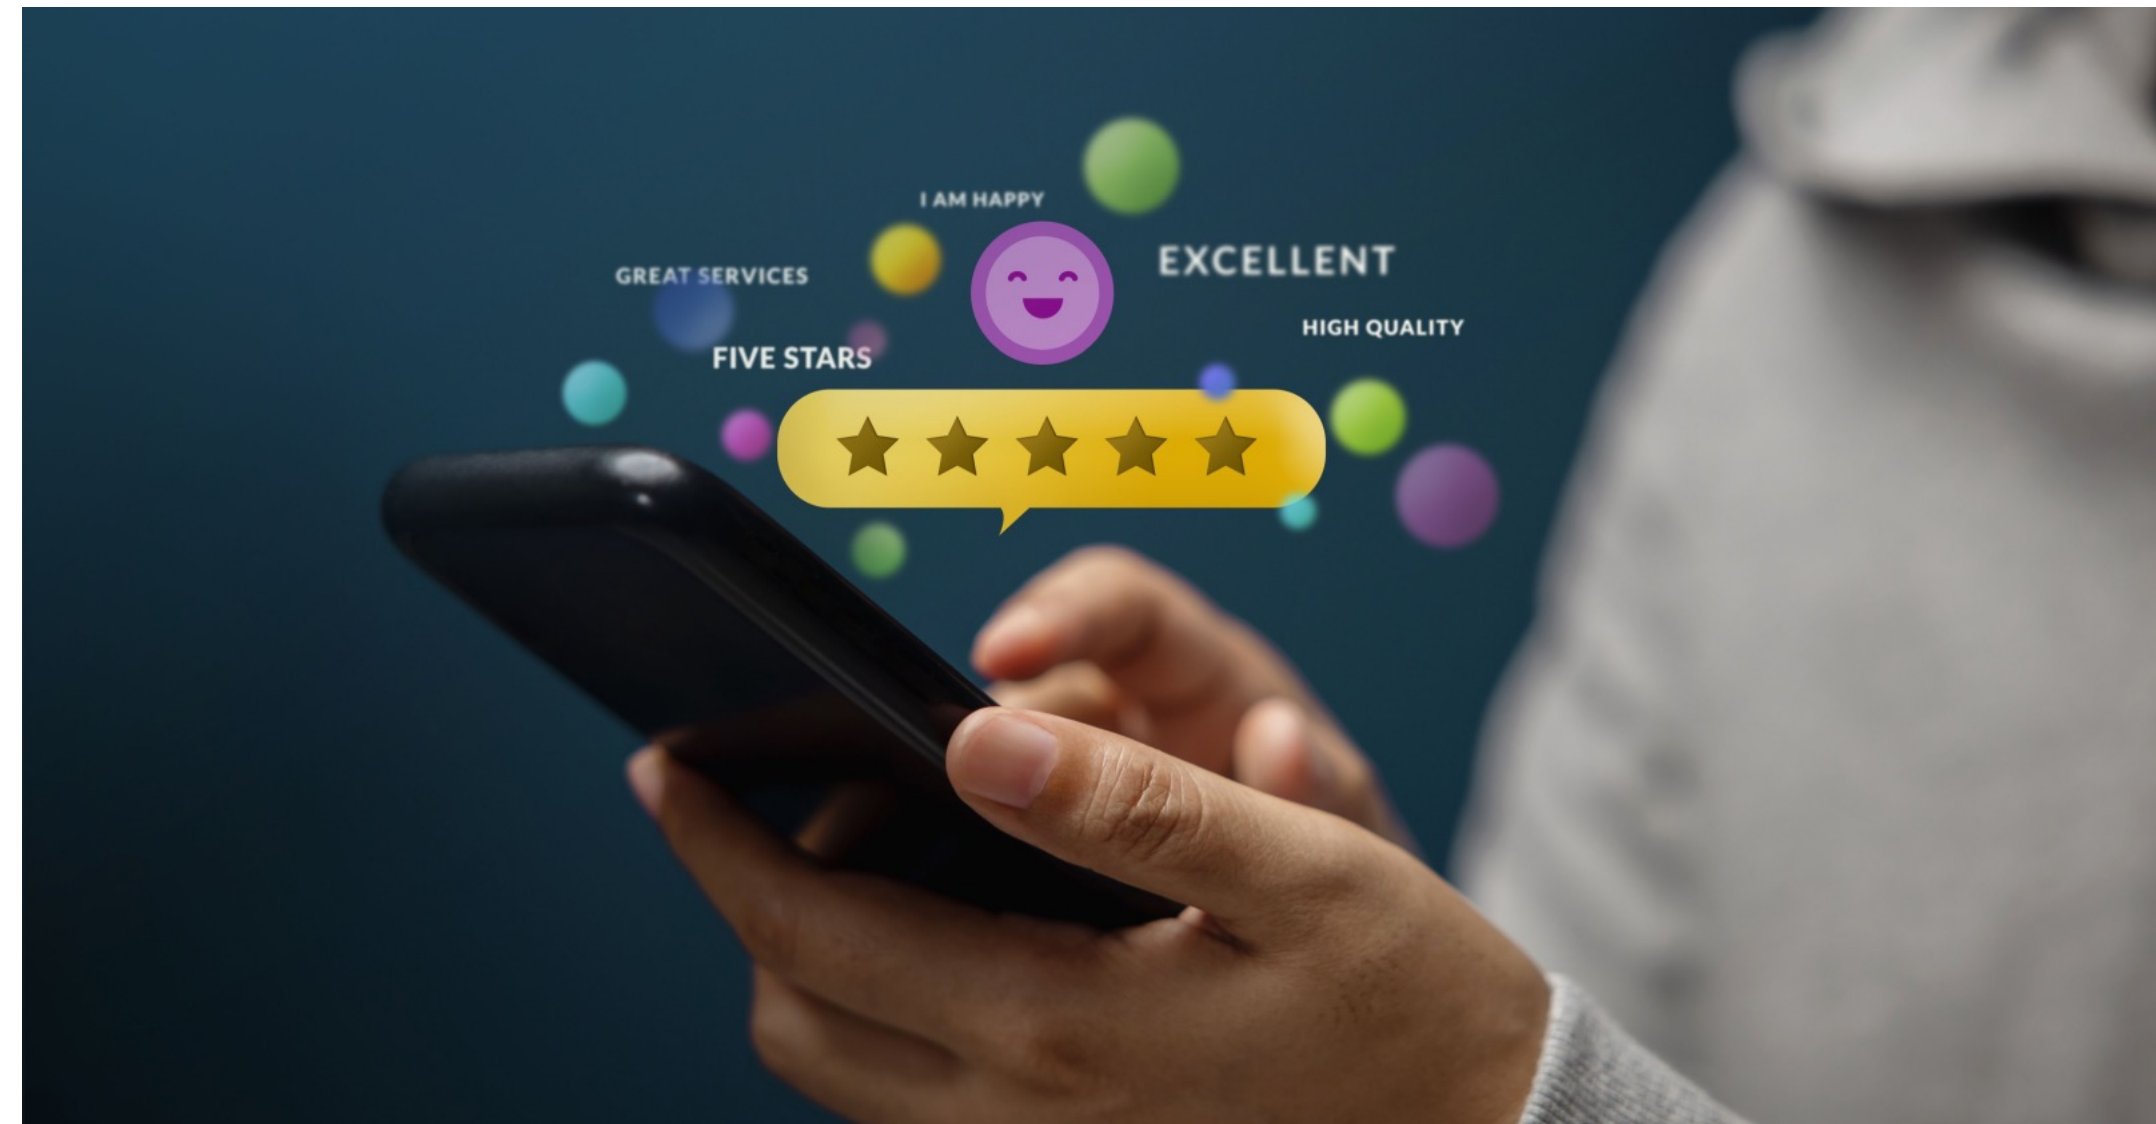 I AM HAPPY
EXCELLENT
GREAT SERVICES
HIGH QUALITY
FIVE STARS